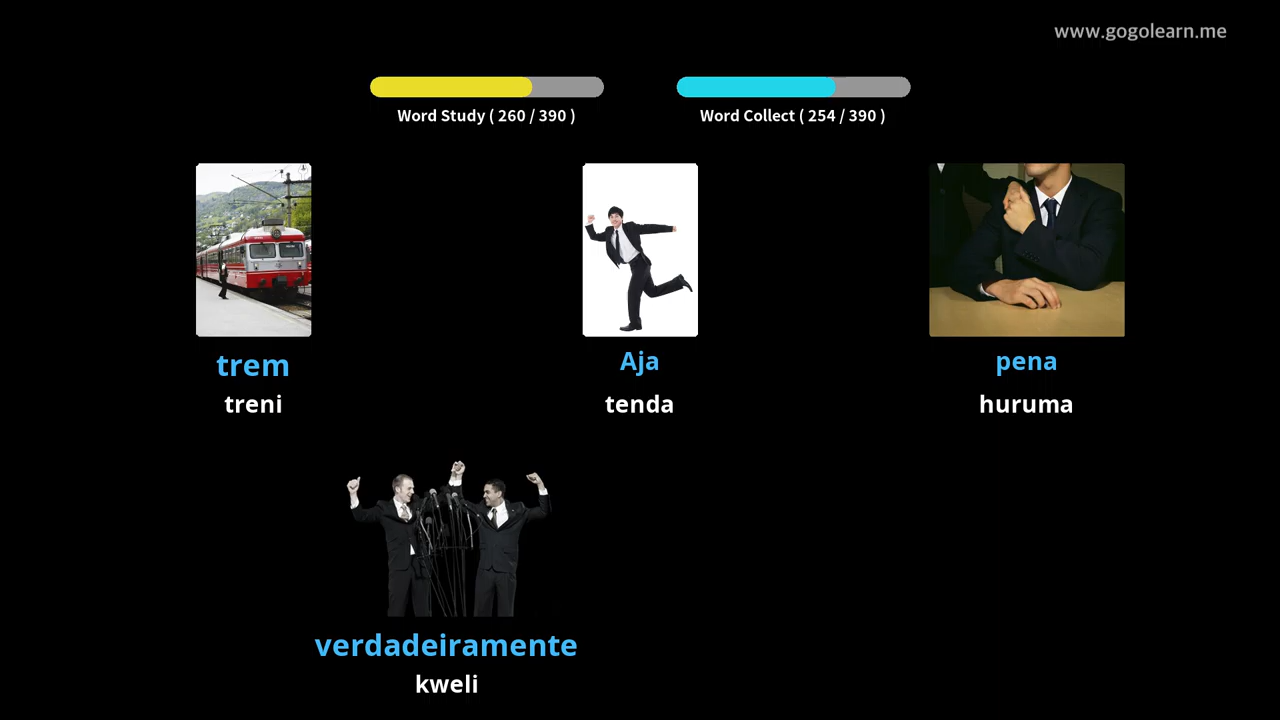 www.gogolearn.me
Word Study ( 260 / 390 )
Word Collect ( 254 / 390 )
trem
treni
Aja
tenda
pena
huruma
verdadeiramente
kweli